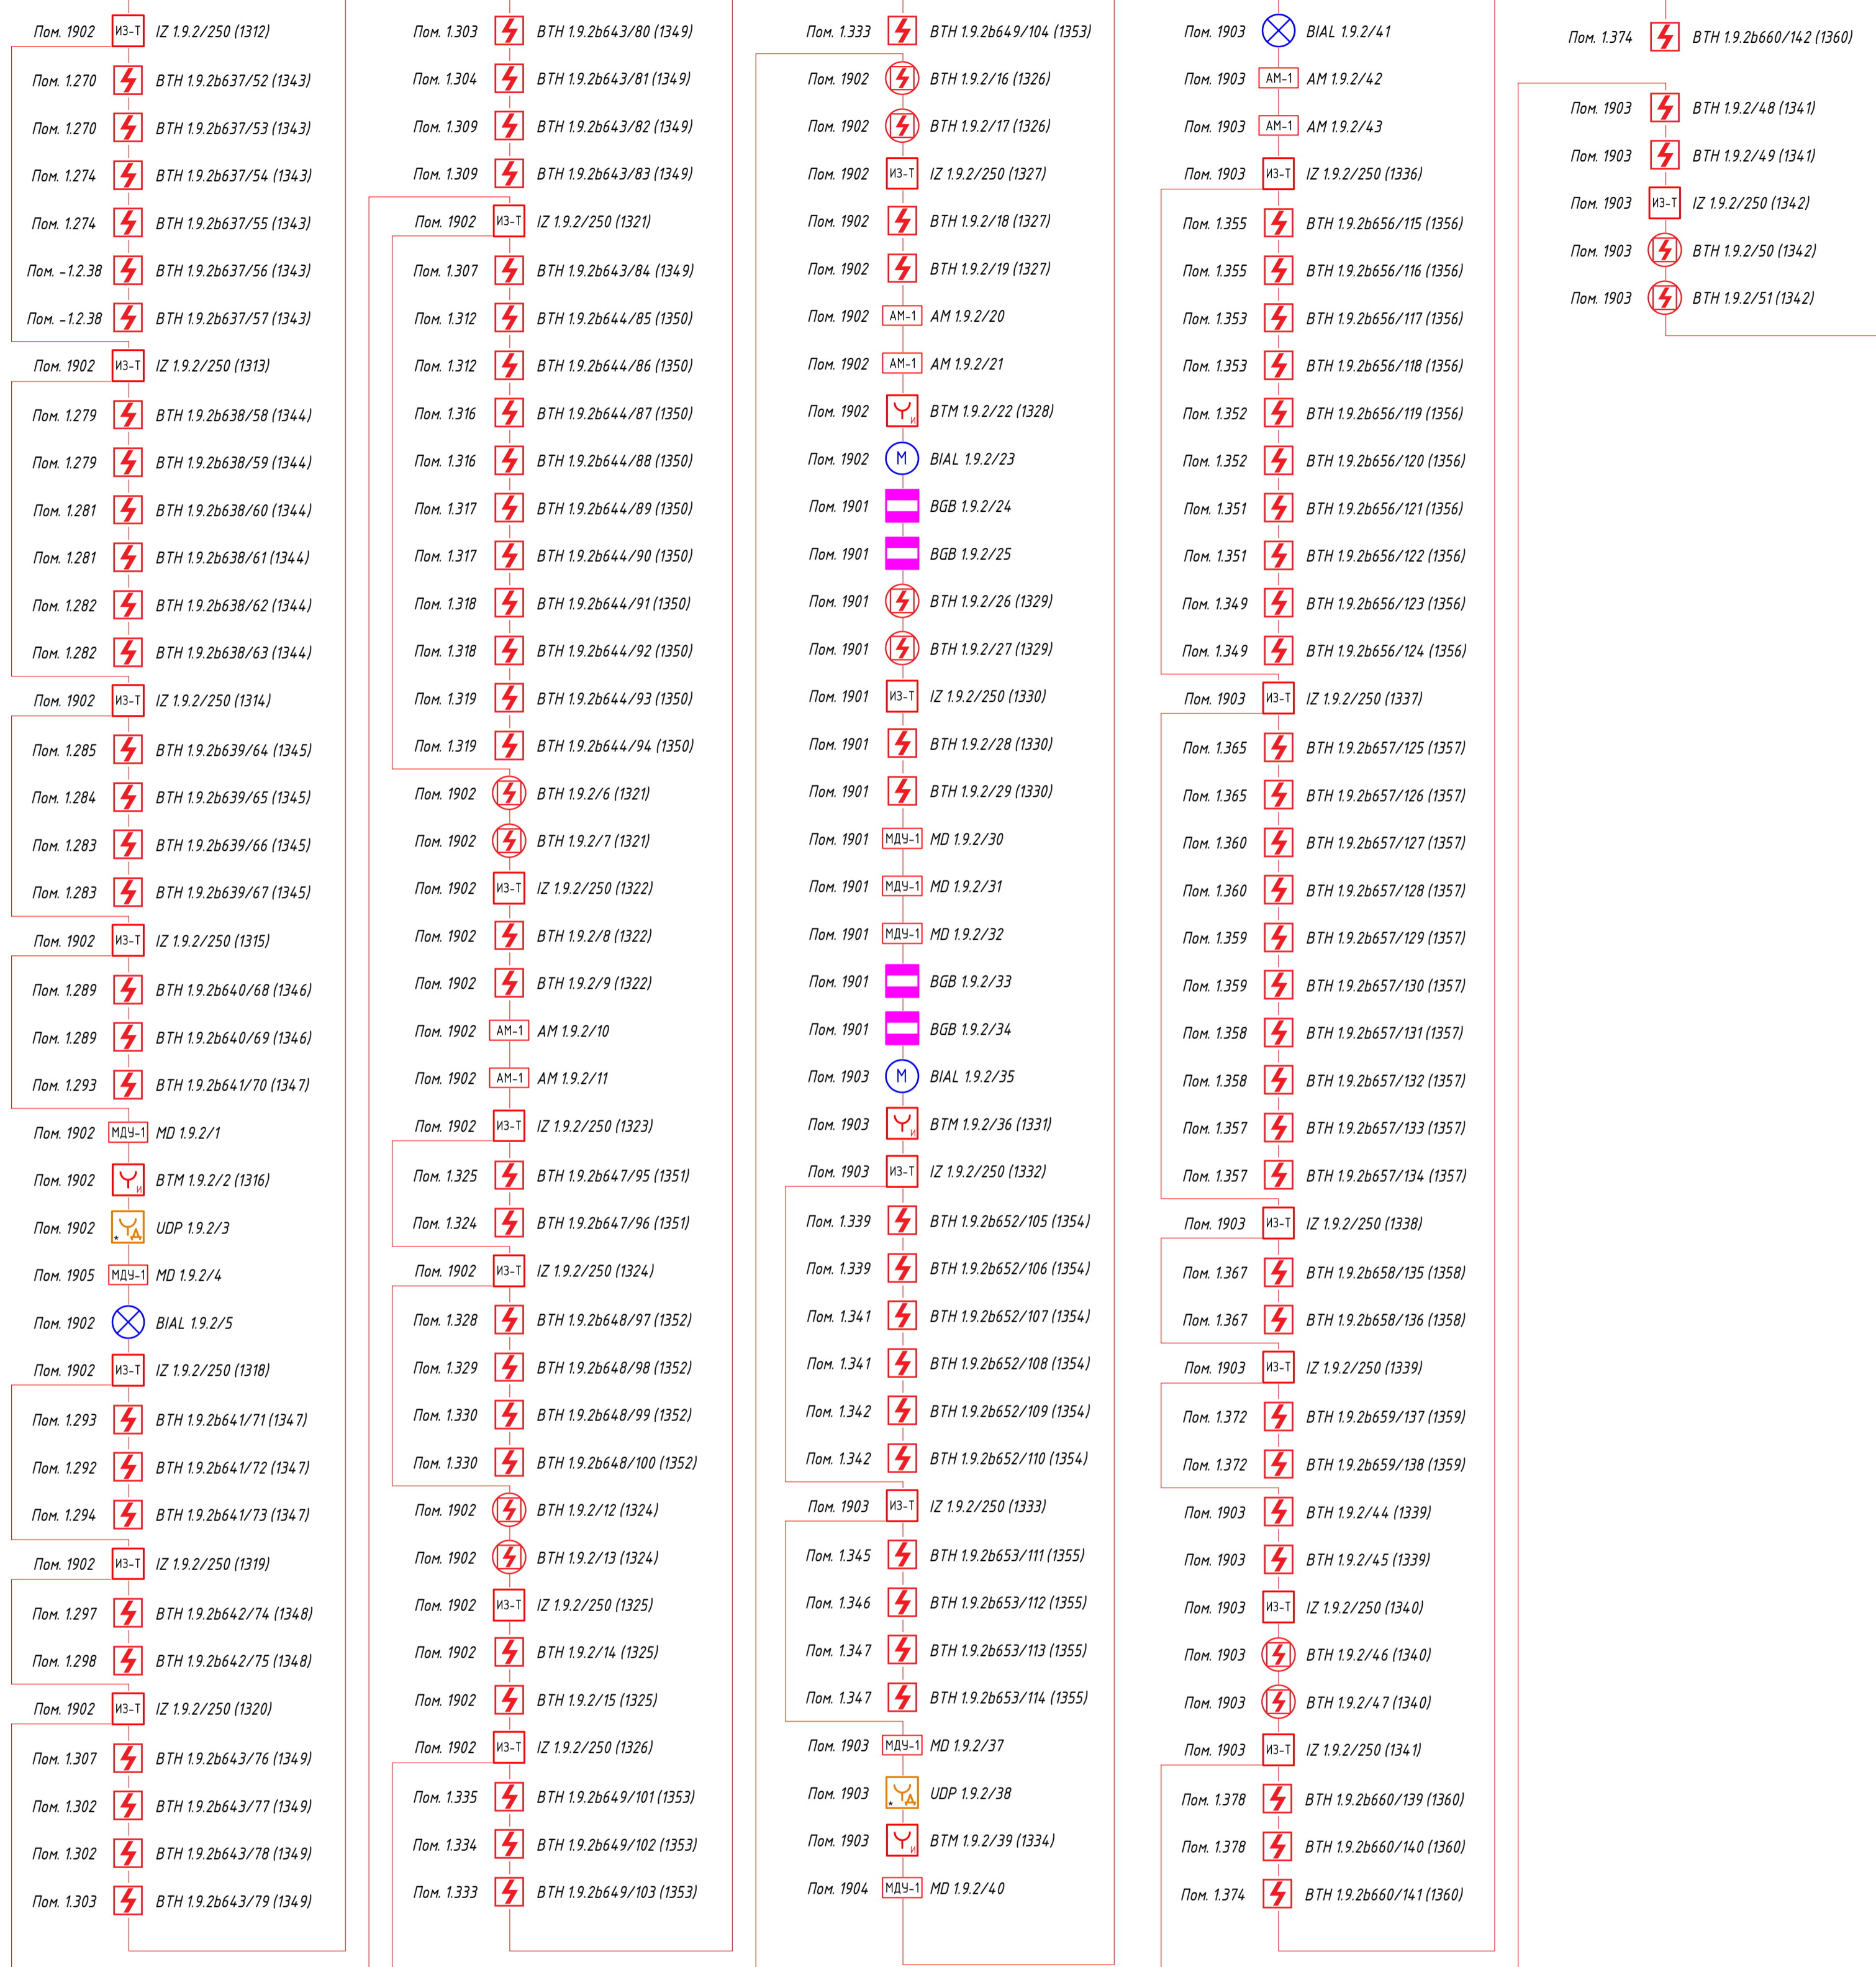 Пом. 1902 ИЗ-Т IZ 1.9.2/250 (1312)
Пом. 1.270 BTH 1.9.2b637/52 (1343)
Пом. 1.270 BTH 1.9.2b637/53 (1343)
Пом. 1.274 BTH 1.9.2b637/54 (1343)
Пом. 1.274 BTH 1.9.2b637/55 (1343)
Пом. -1.2.38 BTH 1.9.2b637/56 (1343)
Пом. -1.2.38 BTH 1.9.2b637/57 (1343)
Пом. 1902 ИЗ-Т IZ 1.9.2/250 (1313)
Пом. 1.279 BTH 1.9.2b638/58 (1344)
Пом. 1.279 BTH 1.9.2b638/59 (1344)
Пом. 1.281 BTH 1.9.2b638/60 (1344)
Пом. 1.281 BTH 1.9.2b638/61 (1344)
Пом. 1.282 BTH 1.9.2b638/62 (1344)
Пом. 1.282 BTH 1.9.2b638/63 (1344)
Пом. 1902 ИЗ-Т IZ 1.9.2/250 (1314)
Пом. 1.285 BTH 1.9.2b639/64 (1345)
Пом. 1.284 BTH 1.9.2b639/65 (1345)
Пом. 1.283 BTH 1.9.2b639/66 (1345)
Пом. 1.283 BTH 1.9.2b639/67 (1345)
Пом. 1902 ИЗ-Т IZ 1.9.2/250 (1315)
Пом. 1.289 BTH 1.9.2b640/68 (1346)
Пом. 1.289 BTH 1.9.2b640/69 (1346)
Пом. 1.293 BTH 1.9.2b641/70 (1347)
Пом. 1902 МДУ-1 MD 1.9.2/1
Пом. 1902 И BTM 1.9.2/2 (1316)
Пом. 1902 * Д UDP 1.9.2/3
Пом. 1905 МДУ-1 MD 1.9.2/4
Пом. 1902 BIAL 1.9.2/5
Пом. 1902 ИЗ-Т IZ 1.9.2/250 (1318)
Пом. 1.293 BTH 1.9.2b641/71 (1347)
Пом. 1.292 BTH 1.9.2b641/72 (1347)
Пом. 1.294 BTH 1.9.2b641/73 (1347)
Пом. 1902 ИЗ-Т IZ 1.9.2/250 (1319)
Пом. 1.297 BTH 1.9.2b642/74 (1348)
Пом. 1.298 BTH 1.9.2b642/75 (1348)
Пом. 1902 ИЗ-Т IZ 1.9.2/250 (1320)
Пом. 1.307 BTH 1.9.2b643/76 (1349)
Пом. 1.302 BTH 1.9.2b643/77 (1349)
Пом. 1.302 BTH 1.9.2b643/78 (1349)
Пом. 1.303 BTH 1.9.2b643/79 (1349)
Пом. 1.303 BTH 1.9.2b643/80 (1349)
Пом. 1.304 BTH 1.9.2b643/81 (1349)
Пом. 1.309 BTH 1.9.2b643/82 (1349)
Пом. 1.309 BTH 1.9.2b643/83 (1349)
Пом. 1902 ИЗ-Т IZ 1.9.2/250 (1321)
Пом. 1.307 BTH 1.9.2b643/84 (1349)
Пом. 1.312 BTH 1.9.2b644/85 (1350)
Пом. 1.312 BTH 1.9.2b644/86 (1350)
Пом. 1.316 BTH 1.9.2b644/87 (1350)
Пом. 1.316 BTH 1.9.2b644/88 (1350)
Пом. 1.317 BTH 1.9.2b644/89 (1350)
Пом. 1.317 BTH 1.9.2b644/90 (1350)
Пом. 1.318 BTH 1.9.2b644/91 (1350)
Пом. 1.318 BTH 1.9.2b644/92 (1350)
Пом. 1.319 BTH 1.9.2b644/93 (1350)
Пом. 1.319 BTH 1.9.2b644/94 (1350)
Пом. 1902 BTH 1.9.2/6 (1321)
Пом. 1902 BTH 1.9.2/7 (1321)
Пом. 1902 ИЗ-Т IZ 1.9.2/250 (1322)
Пом. 1902 BTH 1.9.2/8 (1322)
Пом. 1902 BTH 1.9.2/9 (1322)
Пом. 1902 АМ-1 AM 1.9.2/10
Пом. 1902 АМ-1 AM 1.9.2/11
Пом. 1902 ИЗ-Т IZ 1.9.2/250 (1323)
Пом. 1.325 BTH 1.9.2b647/95 (1351)
Пом. 1.324 BTH 1.9.2b647/96 (1351)
Пом. 1902 ИЗ-Т IZ 1.9.2/250 (1324)
Пом. 1.328 BTH 1.9.2b648/97 (1352)
Пом. 1.329 BTH 1.9.2b648/98 (1352)
Пом. 1.330 BTH 1.9.2b648/99 (1352)
Пом. 1.330 BTH 1.9.2b648/100 (1352)
Пом. 1902 BTH 1.9.2/12 (1324)
Пом. 1902 BTH 1.9.2/13 (1324)
Пом. 1902 ИЗ-Т IZ 1.9.2/250 (1325)
Пом. 1902 BTH 1.9.2/14 (1325)
Пом. 1902 BTH 1.9.2/15 (1325)
Пом. 1902 ИЗ-Т IZ 1.9.2/250 (1326)
Пом. 1.335 BTH 1.9.2b649/101 (1353)
Пом. 1.334 BTH 1.9.2b649/102 (1353)
Пом. 1.333 BTH 1.9.2b649/103 (1353)
Пом. 1.333 BTH 1.9.2b649/104 (1353)
Пом. 1902 BTH 1.9.2/16 (1326)
Пом. 1902 BTH 1.9.2/17 (1326)
Пом. 1902 ИЗ-Т IZ 1.9.2/250 (1327)
Пом. 1902 BTH 1.9.2/18 (1327)
Пом. 1902 BTH 1.9.2/19 (1327)
Пом. 1902 АМ-1 AM 1.9.2/20
Пом. 1902 АМ-1 AM 1.9.2/21
Пом. 1902 И BTM 1.9.2/22 (1328)
Пом. 1902 М BIAL 1.9.2/23
Пом. 1901 BGB 1.9.2/24
Пом. 1901 BGB 1.9.2/25
Пом. 1901 BTH 1.9.2/26 (1329)
Пом. 1901 BTH 1.9.2/27 (1329)
Пом. 1901 ИЗ-Т IZ 1.9.2/250 (1330)
Пом. 1901 BTH 1.9.2/28 (1330)
Пом. 1901 BTH 1.9.2/29 (1330)
Пом. 1901 МДУ-1 MD 1.9.2/30
Пом. 1901 МДУ-1 MD 1.9.2/31
Пом. 1901 МДУ-1 MD 1.9.2/32
Пом. 1901 BGB 1.9.2/33
Пом. 1901 BGB 1.9.2/34
Пом. 1903 М BIAL 1.9.2/35
Пом. 1903 И BTM 1.9.2/36 (1331)
Пом. 1903 ИЗ-Т IZ 1.9.2/250 (1332)
Пом. 1.339 BTH 1.9.2b652/105 (1354)
Пом. 1.339 BTH 1.9.2b652/106 (1354)
Пом. 1.341 BTH 1.9.2b652/107 (1354)
Пом. 1.341 BTH 1.9.2b652/108 (1354)
Пом. 1.342 BTH 1.9.2b652/109 (1354)
Пом. 1.342 BTH 1.9.2b652/110 (1354)
Пом. 1903 ИЗ-Т IZ 1.9.2/250 (1333)
Пом. 1.345 BTH 1.9.2b653/111 (1355)
Пом. 1.346 BTH 1.9.2b653/112 (1355)
Пом. 1.347 BTH 1.9.2b653/113 (1355)
Пом. 1.347 BTH 1.9.2b653/114 (1355)
Пом. 1903 МДУ-1 MD 1.9.2/37
Пом. 1903 * Д UDP 1.9.2/38
Пом. 1903 И BTM 1.9.2/39 (1334)
Пом. 1904 МДУ-1 MD 1.9.2/40
Пом. 1903 BIAL 1.9.2/41
Пом. 1903 АМ-1 AM 1.9.2/42
Пом. 1903 АМ-1 AM 1.9.2/43
Пом. 1903 ИЗ-Т IZ 1.9.2/250 (1336)
Пом. 1.355 BTH 1.9.2b656/115 (1356)
Пом. 1.355 BTH 1.9.2b656/116 (1356)
Пом. 1.353 BTH 1.9.2b656/117 (1356)
Пом. 1.353 BTH 1.9.2b656/118 (1356)
Пом. 1.352 BTH 1.9.2b656/119 (1356)
Пом. 1.352 BTH 1.9.2b656/120 (1356)
Пом. 1.351 BTH 1.9.2b656/121 (1356)
Пом. 1.351 BTH 1.9.2b656/122 (1356)
Пом. 1.349 BTH 1.9.2b656/123 (1356)
Пом. 1.349 BTH 1.9.2b656/124 (1356)
Пом. 1903 ИЗ-Т IZ 1.9.2/250 (1337)
Пом. 1.365 BTH 1.9.2b657/125 (1357)
Пом. 1.365 BTH 1.9.2b657/126 (1357)
Пом. 1.360 BTH 1.9.2b657/127 (1357)
Пом. 1.360 BTH 1.9.2b657/128 (1357)
Пом. 1.359 BTH 1.9.2b657/129 (1357)
Пом. 1.359 BTH 1.9.2b657/130 (1357)
Пом. 1.358 BTH 1.9.2b657/131 (1357)
Пом. 1.358 BTH 1.9.2b657/132 (1357)
Пом. 1.357 BTH 1.9.2b657/133 (1357)
Пом. 1.357 BTH 1.9.2b657/134 (1357)
Пом. 1903 ИЗ-Т IZ 1.9.2/250 (1338)
Пом. 1.367 BTH 1.9.2b658/135 (1358)
Пом. 1.367 BTH 1.9.2b658/136 (1358)
Пом. 1903 ИЗ-Т IZ 1.9.2/250 (1339)
Пом. 1.372 BTH 1.9.2b659/137 (1359)
Пом. 1.372 BTH 1.9.2b659/138 (1359)
Пом. 1903 BTH 1.9.2/44 (1339)
Пом. 1903 BTH 1.9.2/45 (1339)
Пом. 1903 ИЗ-Т IZ 1.9.2/250 (1340)
Пом. 1903 BTH 1.9.2/46 (1340)
Пом. 1903 BTH 1.9.2/47 (1340)
Пом. 1903 ИЗ-Т IZ 1.9.2/250 (1341)
Пом. 1.378 BTH 1.9.2b660/139 (1360)
Пом. 1.378 BTH 1.9.2b660/140 (1360)
Пом. 1.374 BTH 1.9.2b660/141 (1360)
Пом. 1.374 BTH 1.9.2b660/142 (1360)
Пом. 1903 BTH 1.9.2/48 (1341)
Пом. 1903 BTH 1.9.2/49 (1341)
Пом. 1903 ИЗ-Т IZ 1.9.2/250 (1342)
Пом. 1903 BTH 1.9.2/50 (1342)
Пом. 1903 BTH 1.9.2/51 (1342)